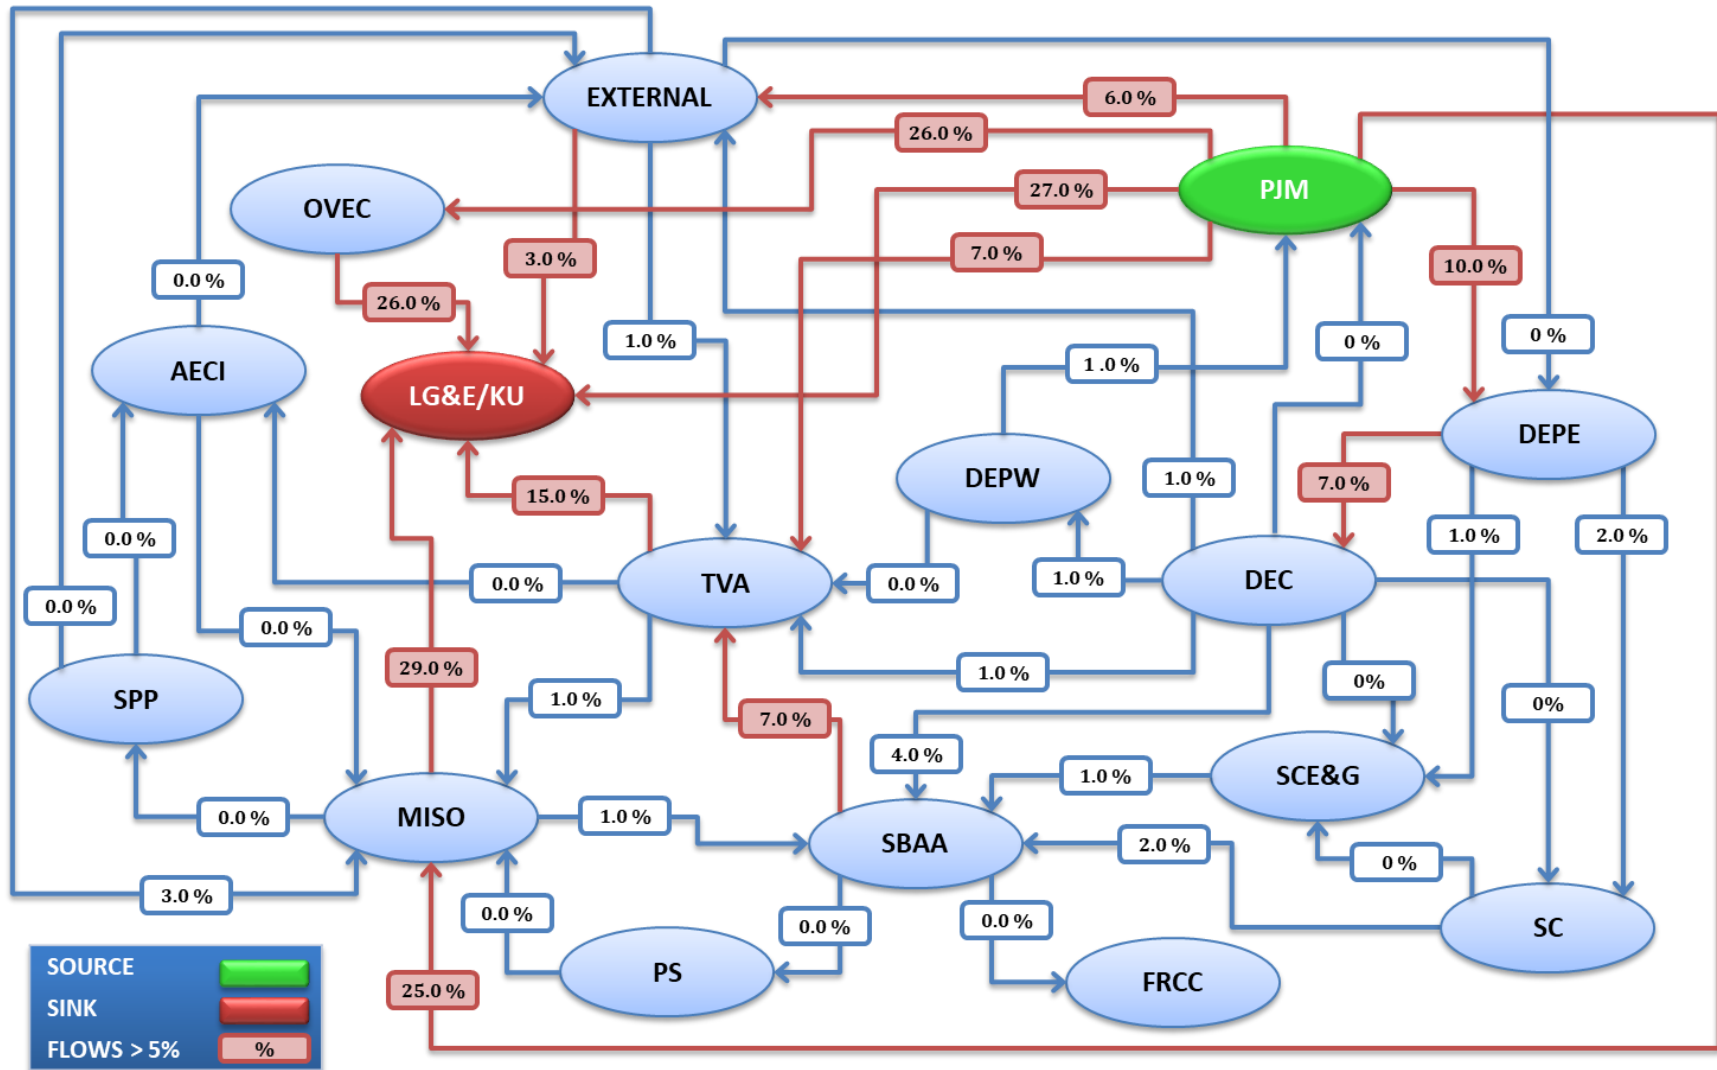 EXTERNAL
6.0 %
26.0 %
OVEC
27.0 %
PJM
7.0 %
3.0 %
10.0 %
0.0 %
26.0 %
1.0 %
0 %
0 %
1 .0 %
AECI
LG&E/KU
DEPE
DEPW
1.0 %
7.0 %
15.0 %
0.0 %
1.0 %
2.0 %
0.0 %
TVA
0.0 %
1.0 %
DEC
0.0 %
0.0 %
29.0 %
1.0 %
0%
SPP
1.0 %
7.0 %
0%
4.0 %
1.0 %
SCE&G
0.0 %
MISO
1.0 %
SBAA
2.0 %
0 %
3.0 %
0.0 %
0.0 %
0.0 %
SC
SOURCE
PS
FRCC
25.0 %
SINK
FLOWS > 5%
%